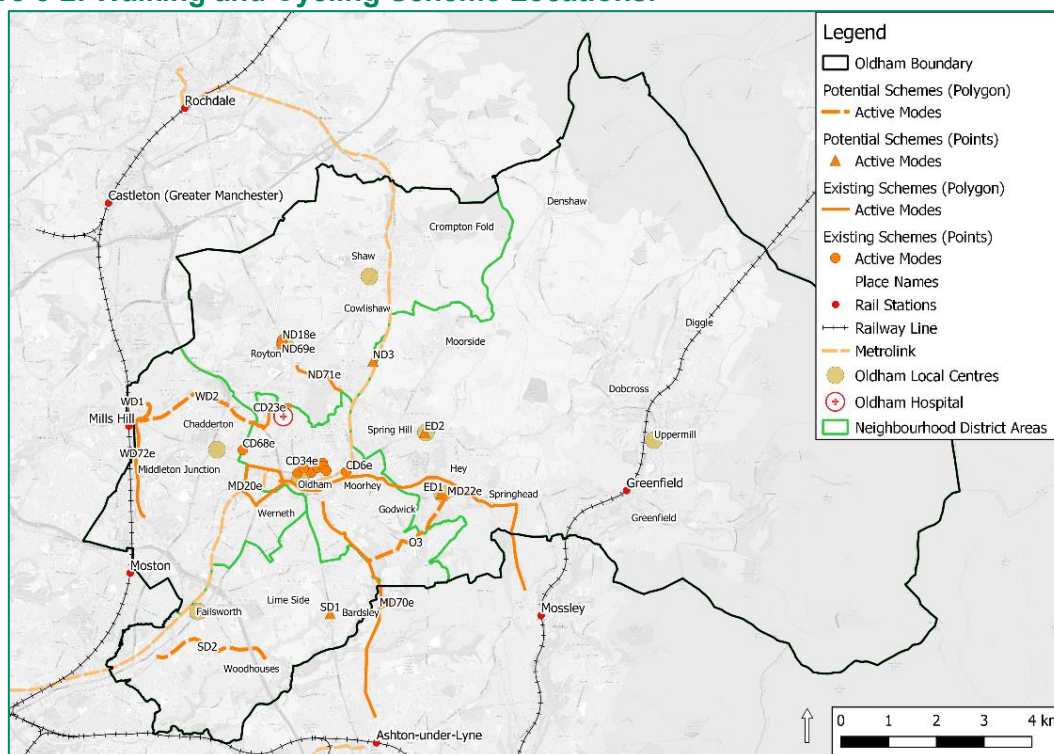 re 3 2: Walking and Cycling Scheme Locations.
Legend
Oldham Boundary
Potential Schemes (Polygon)
Active Modes
Potential Schemes (Points)
Active Modes
Existing Schemes (Polygon)
Active Modes
Existing Schemes (Points)
Active Modes
Place Names
Rail Stations
Railway Line
Metrolink
Oldham Local Centres
Oldham Hospital
Neighbourhood District Areas
Rochdale
Castleton (Greater Manchester)
Denshaw
Crompton Fold
Shaw
Cowlishaw
Diggle
ND18e
Royton
ND69e
Moorside
ND3
ND71e
Dobcross
WD1
WD2
CD23e
Mills Hill
Chadderton
Spring Hill
ED2
Uppermill
CD68e
WD72e
Middleton Junction
CD34e
CD6e
Hey
MD20e
Oldham
Moorhey
ED1
MD22e
Springhead
Greenfield
Werneth
Godwick
Greenfield
O3
Moston
Lime Side
SD1
Bardsley
MD70e
Failsworth
Mossley
SD2
Woodhouses
Ashton-under-Lyne
0 1 2 3 4 km